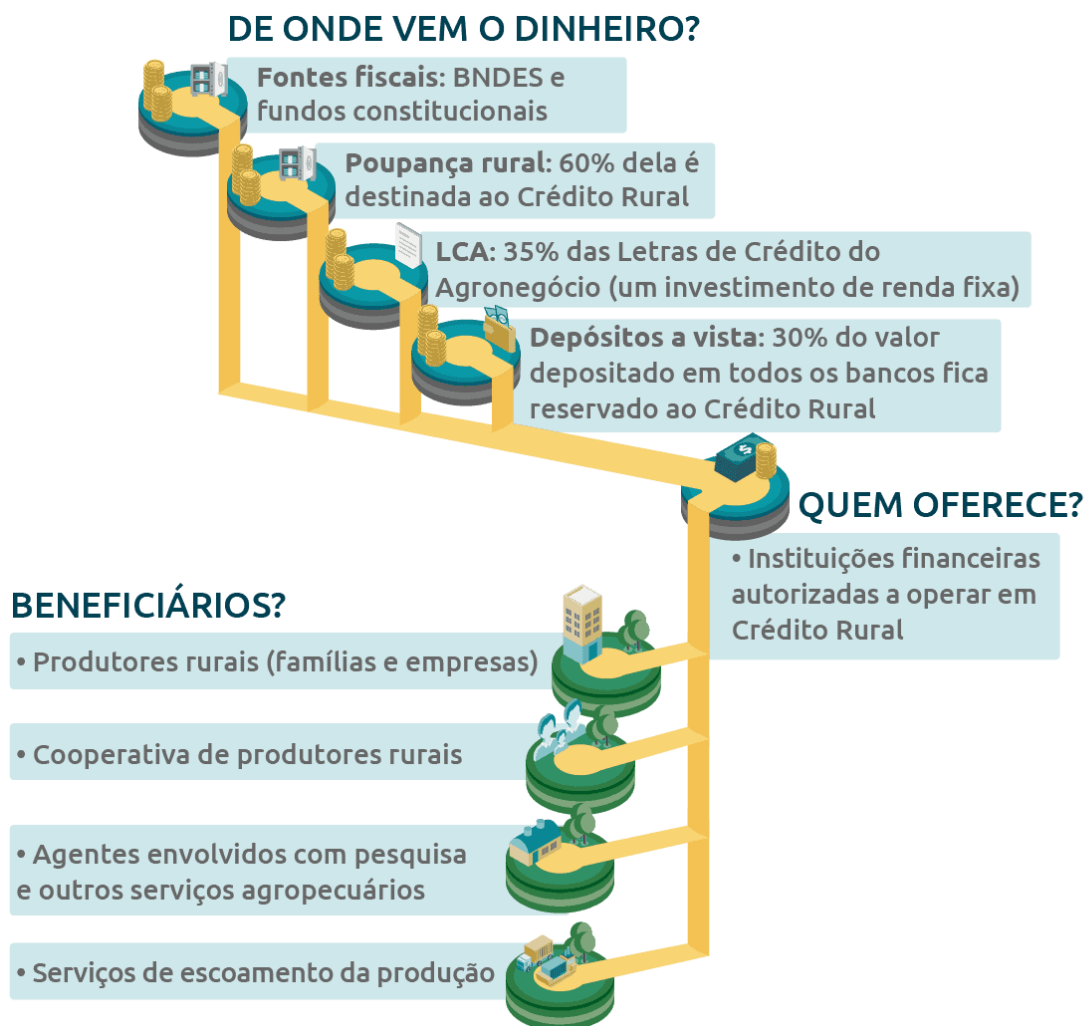 DE ONDE VEM O DINHEIRO?
Fontes fiscais: BNDES e
fundos constitucionais
Poupança rural: 60% dela é
destinada ao Crédito Rural
LCA: 35% das Letras de Crédito do
Agronegócio (um investimento de renda fixa)
Depósitos a vista: 30% do valor
depositado em todos os bancos fica
reservado ao Crédito Rural
QUEM OFERECE?
• Instituições financeiras
autorizadas a operar em
Crédito Rural
BENEFICIÁRIOS?
• Produtores rurais (famílias e empresas)
• Cooperativa de produtores rurais
• Agentes envolvidos com pesquisa
e outros serviços agropecuários
• Serviços de escoamento da produção